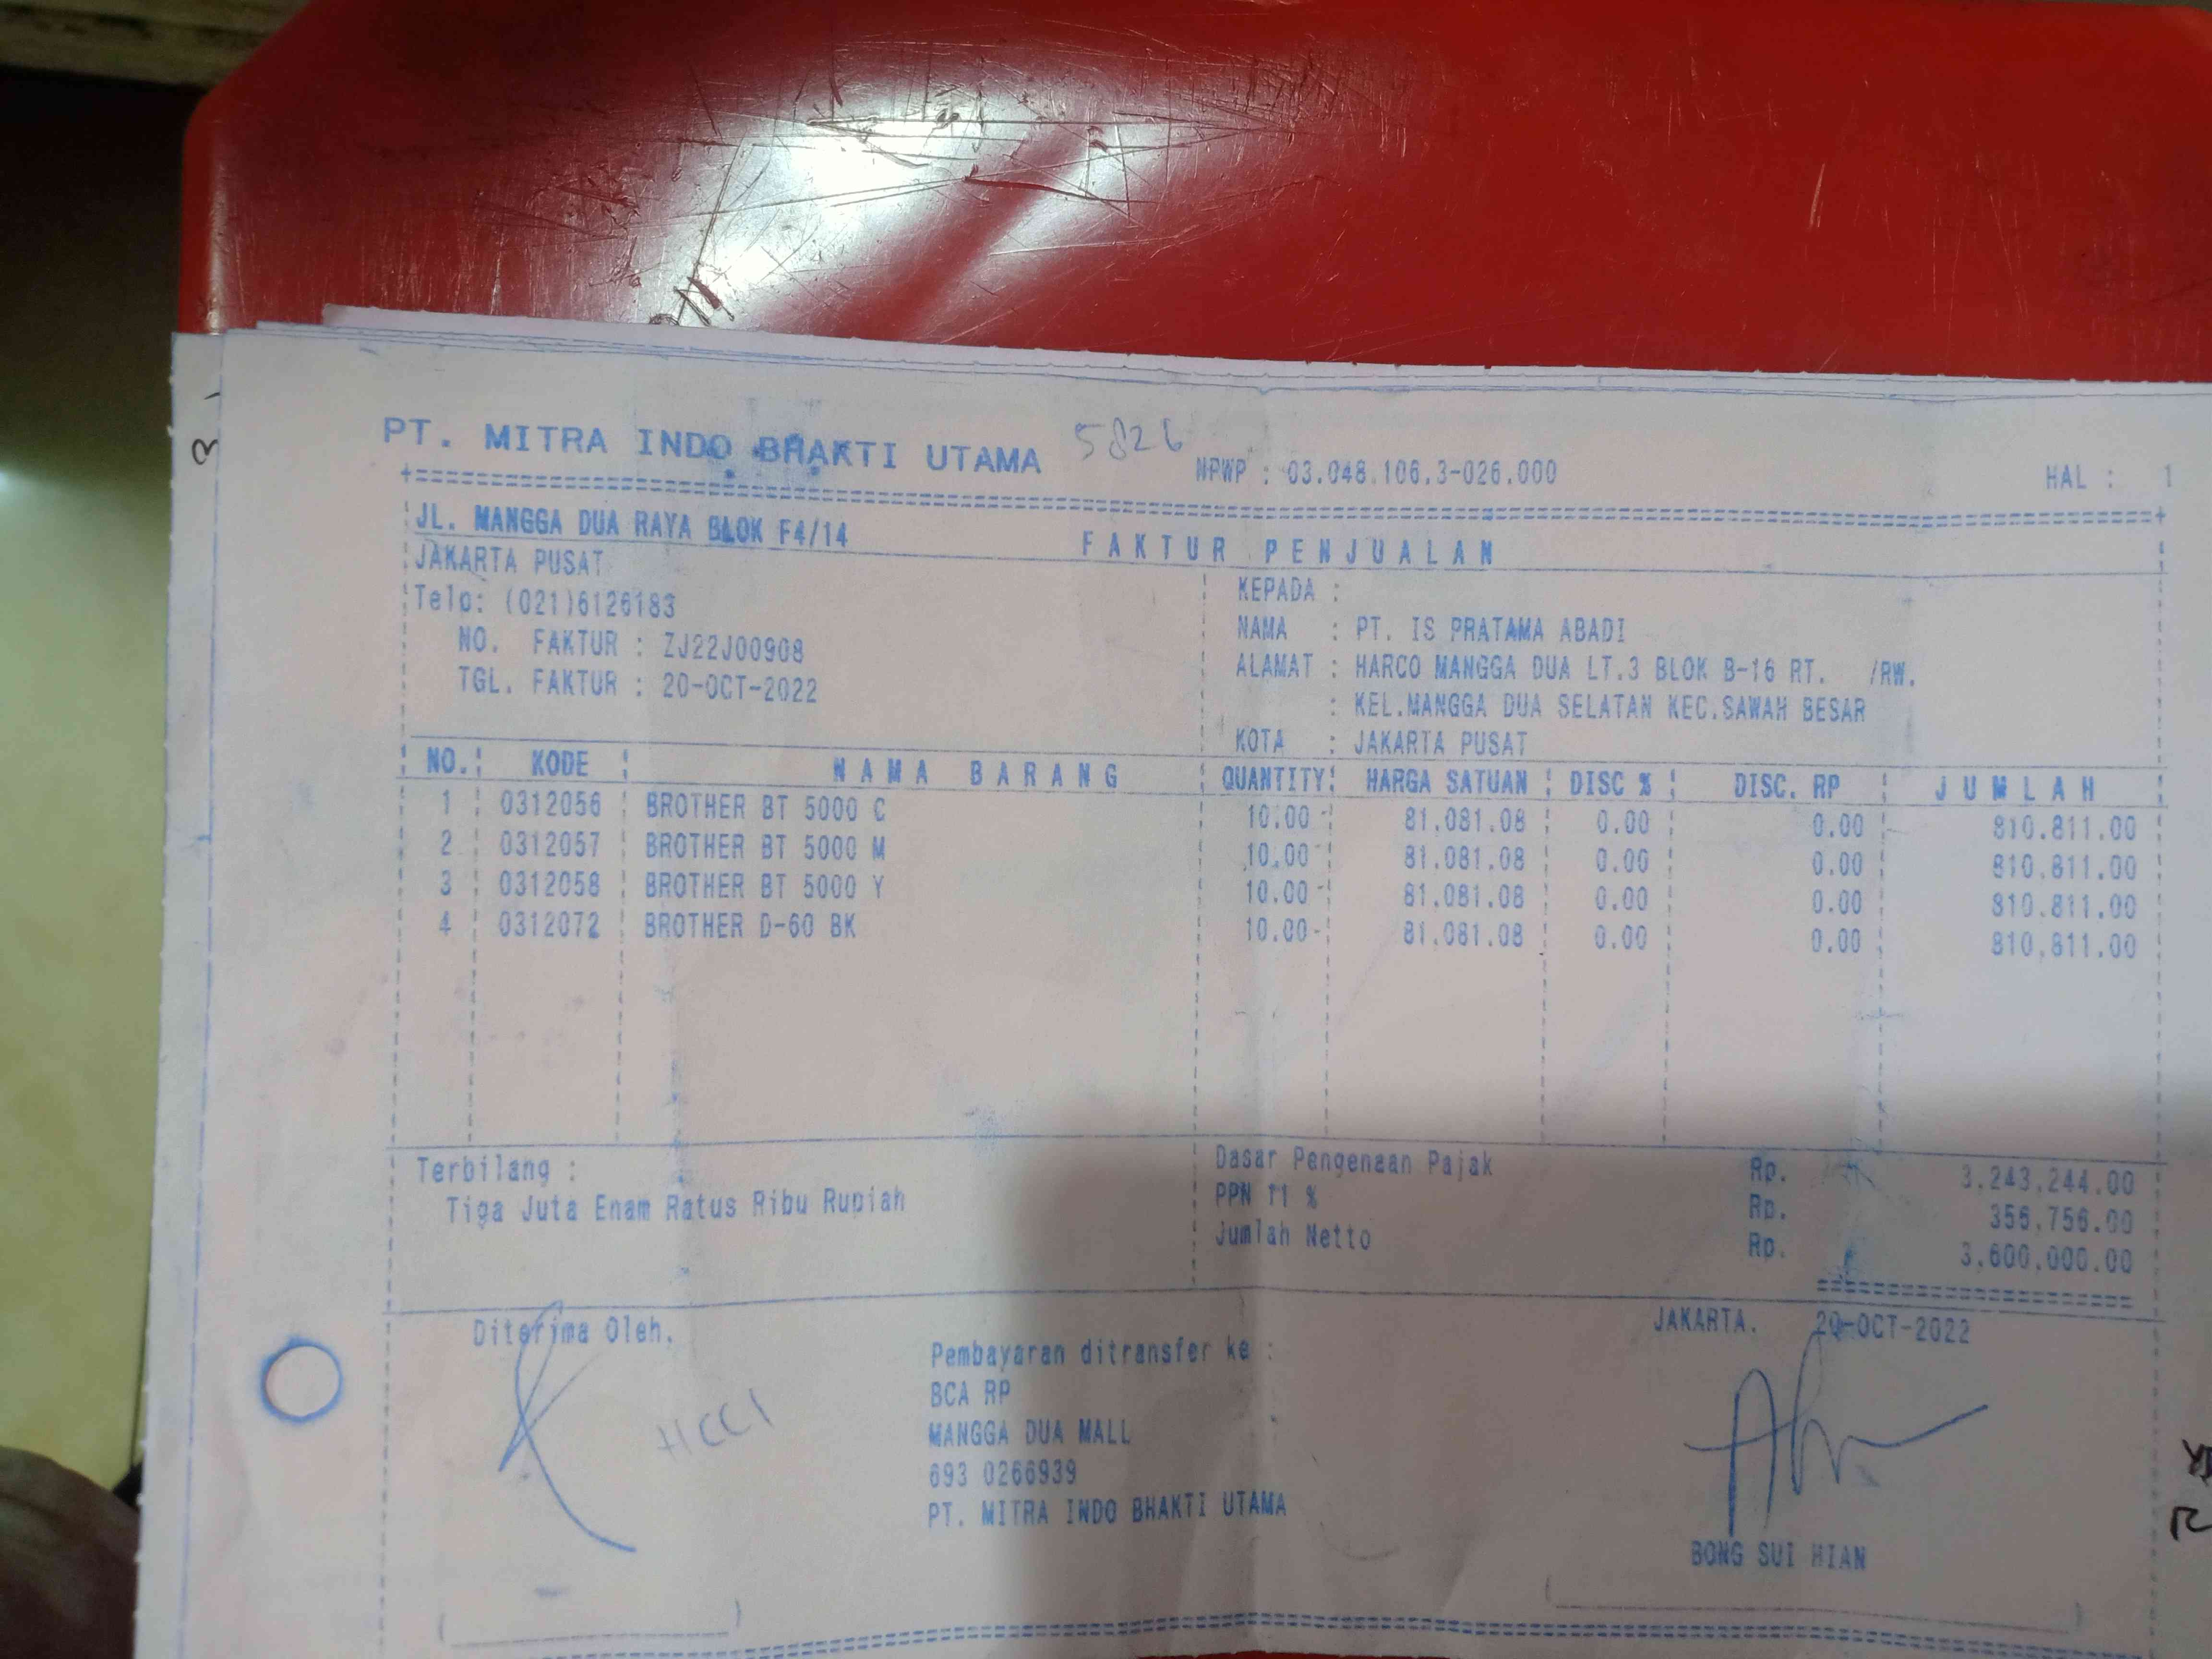 PT. MITRA INDO BHAKTI UTAMA 5826 NPWP : 03.048.106.3-026.000 HAL : 1
JL. MANGGA DUA RAYA BLOK F4/14
FAKTUR PENJUALAN
JAKARTA PUSAT
Telp: (021)6126183
NO. FAKTUR : ZJ22J00908
TGL. FAKTUR : 20-OCT-2022
KEPADA :
NAMA : PT. IS PRATAMA ABADI
ALAMAT : HARCO MANGGA DUA LT.3 BLOK B-16 RT. /RW.
: KEL.MANGGA DUA SELATAN KEC.SAWAH BESAR
KOTA : JAKARTA PUSAT
NO. KODE NAMA BARANG QUANTITY HARGA SATUAN DISC % DISC. RP JUMLAH
1 0312056 BROTHER BT 5000 C 10.00 81,081.08 0.00 0.00 810,811.00
2 0312057 BROTHER BT 5000 M 10.00 81,081.08 0.00 0.00 810,811.00
3 0312058 BROTHER BT 5000 Y 10.00 81,081.08 0.00 0.00 810,811.00
4 0312072 BROTHER D-60 BK 10.00 81,081.08 0.00 0.00 810,811.00
Terbilang :
Tiga Juta Enam Ratus Ribu Rupiah
Dasar Pengenaan Pajak Rp. 3,243,244.00
PPN 11 % Rp. 356,756.00
Jumlah Netto Rp. 3,600,000.00
Diterima Oleh,
Pembayaran ditransfer ke :
BCA RP
MANGGA DUA MALL
693 0266939
PT. MITRA INDO BHAKTI UTAMA
JAKARTA, 20-OCT-2022
BONG SUI HIAN